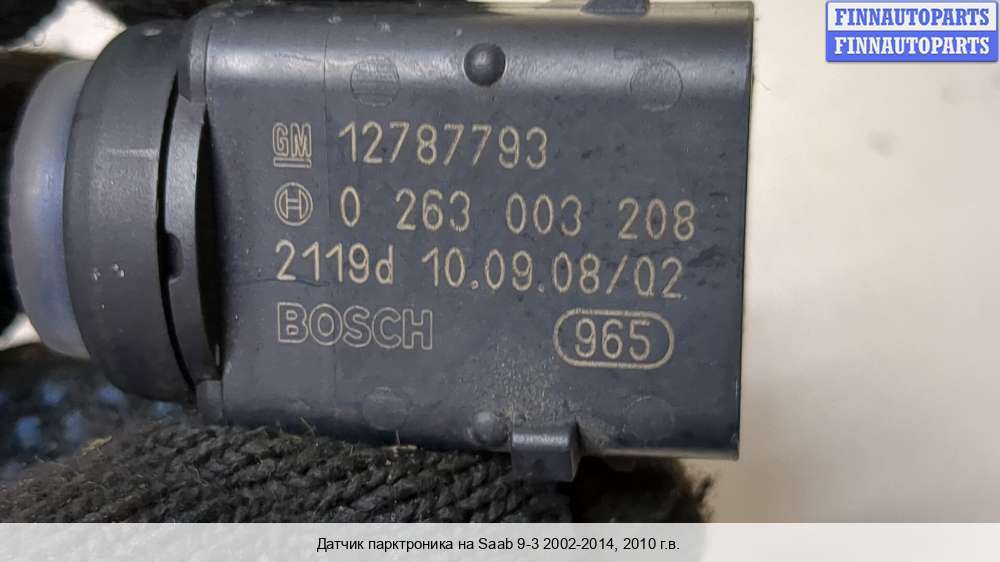 FINNAUTOPARTS
FINNAUTOPARTS
GM 12787793
0 263 003 208
2119d 10.09.08/02
BOSCH 965
Датчик парктроника на Saab 9-3 2002-2014, 2010 г.в.